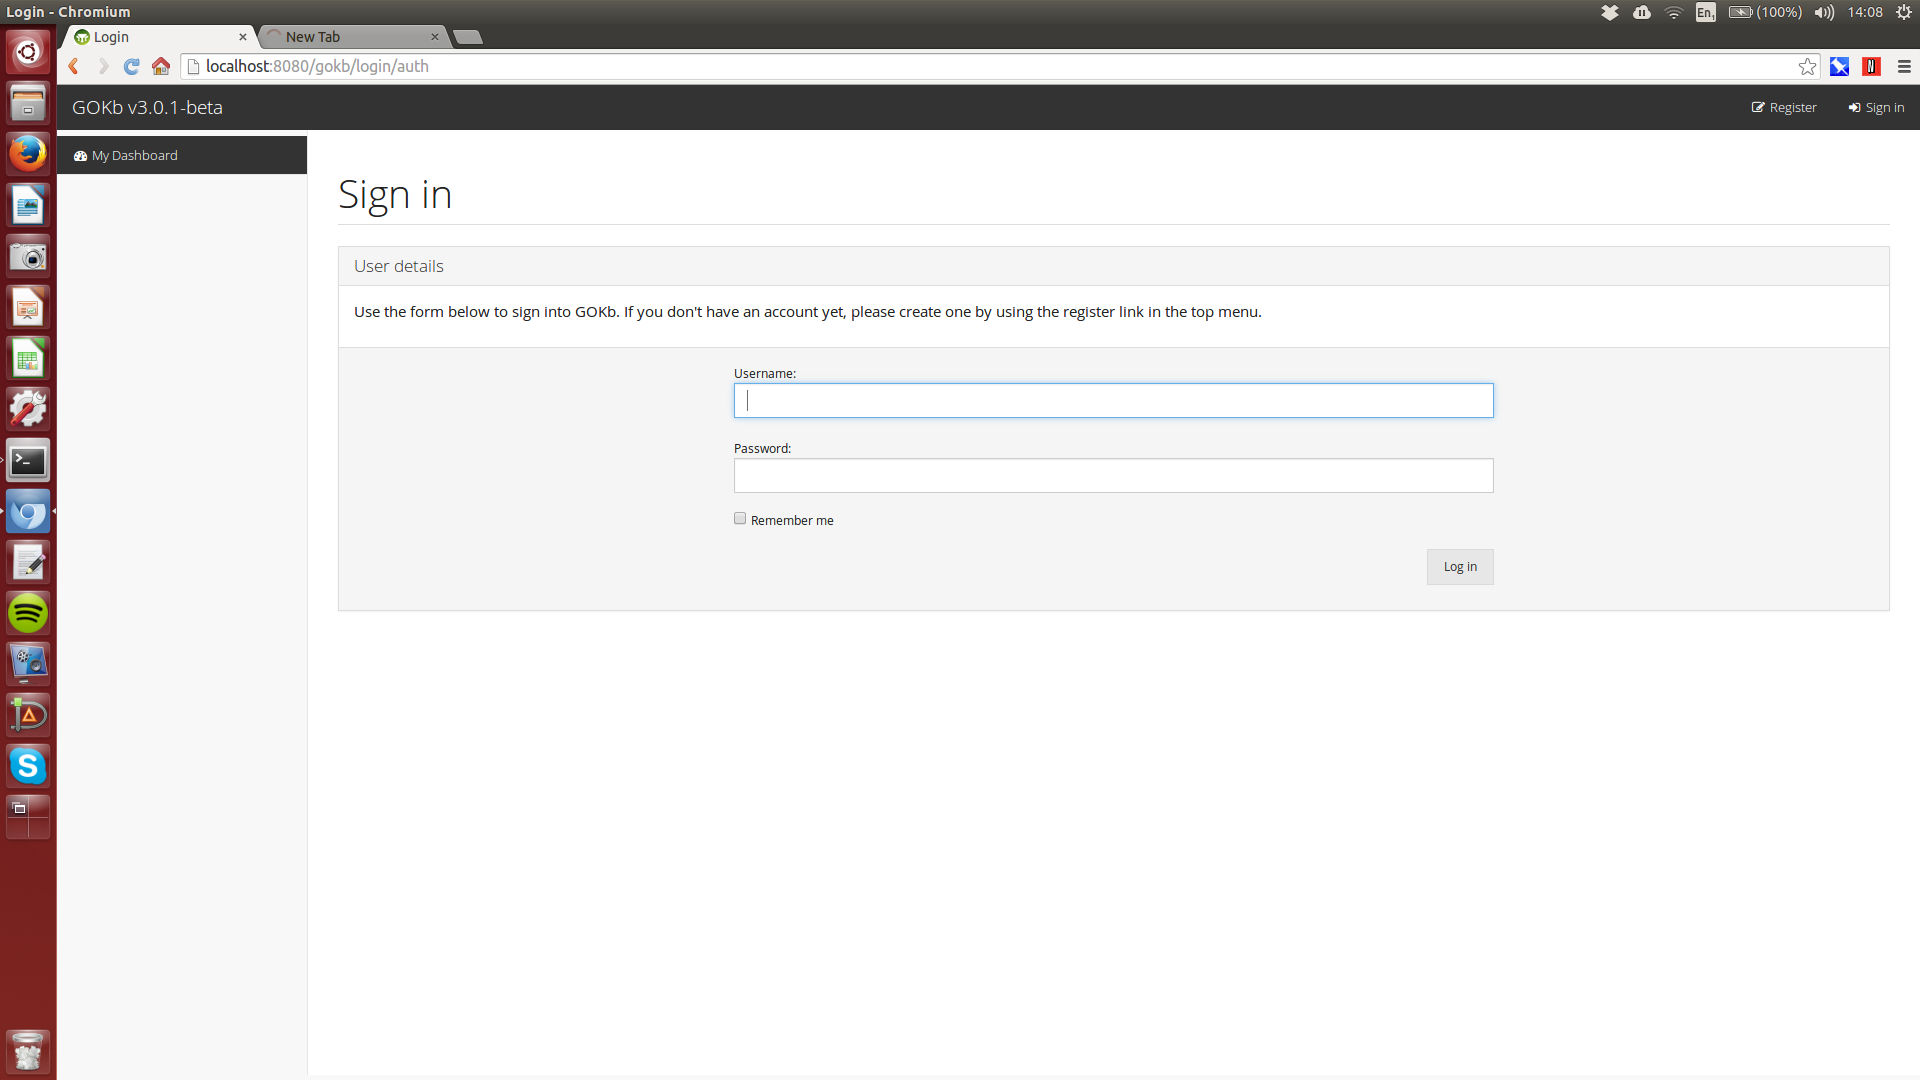 Login - Chromium
En1
(100%)
14:08
Login
New Tab
localhost:8080/gokb/login/auth
GOKb v3.0.1-beta
Register
Sign in
My Dashboard
Sign in
User details
Use the form below to sign into GOKb. If you don't have an account yet, please create one by using the register link in the top menu.
Username:
Password:
Remember me
Log in